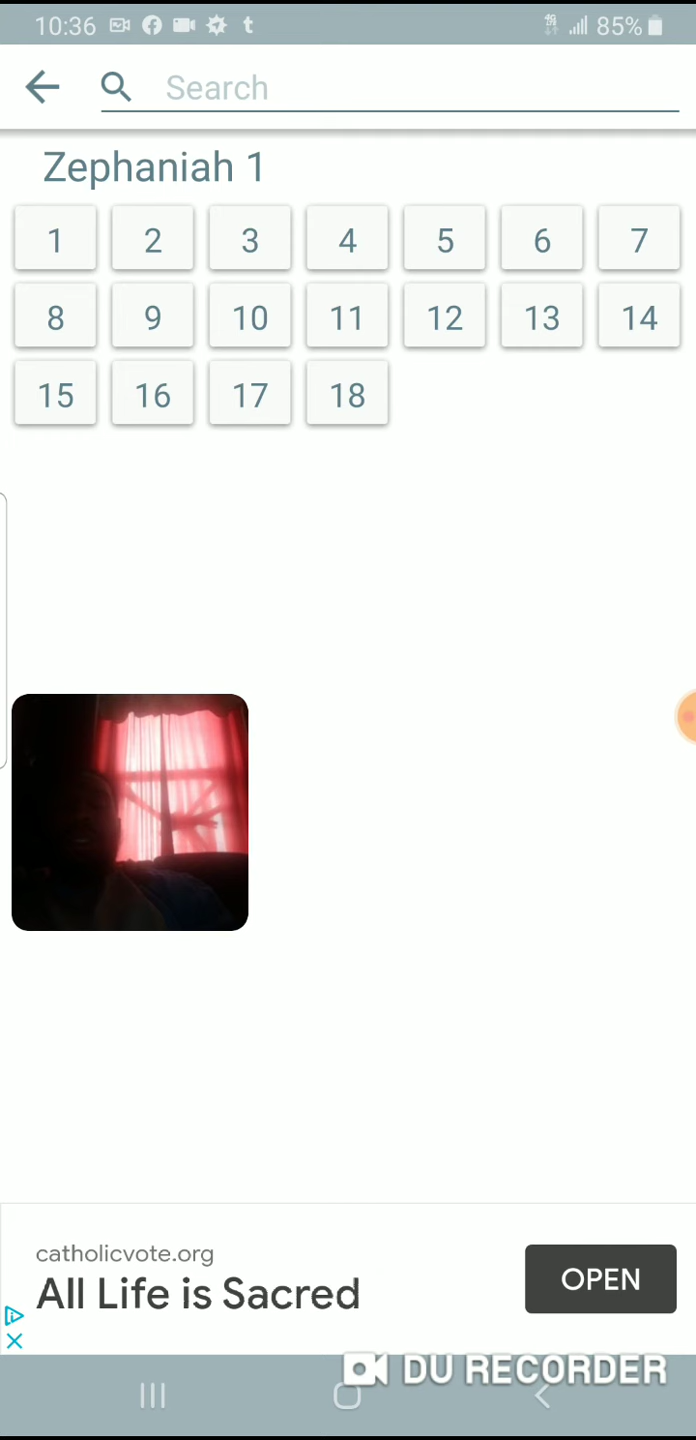 10:36 t 85%
Search
Zephaniah 1
1 2 3 4 5 6 7
8 9 10 11 12 13 14
15 16 17 18
catholicvote.org
All Life is Sacred
OPEN
DU RECORDER